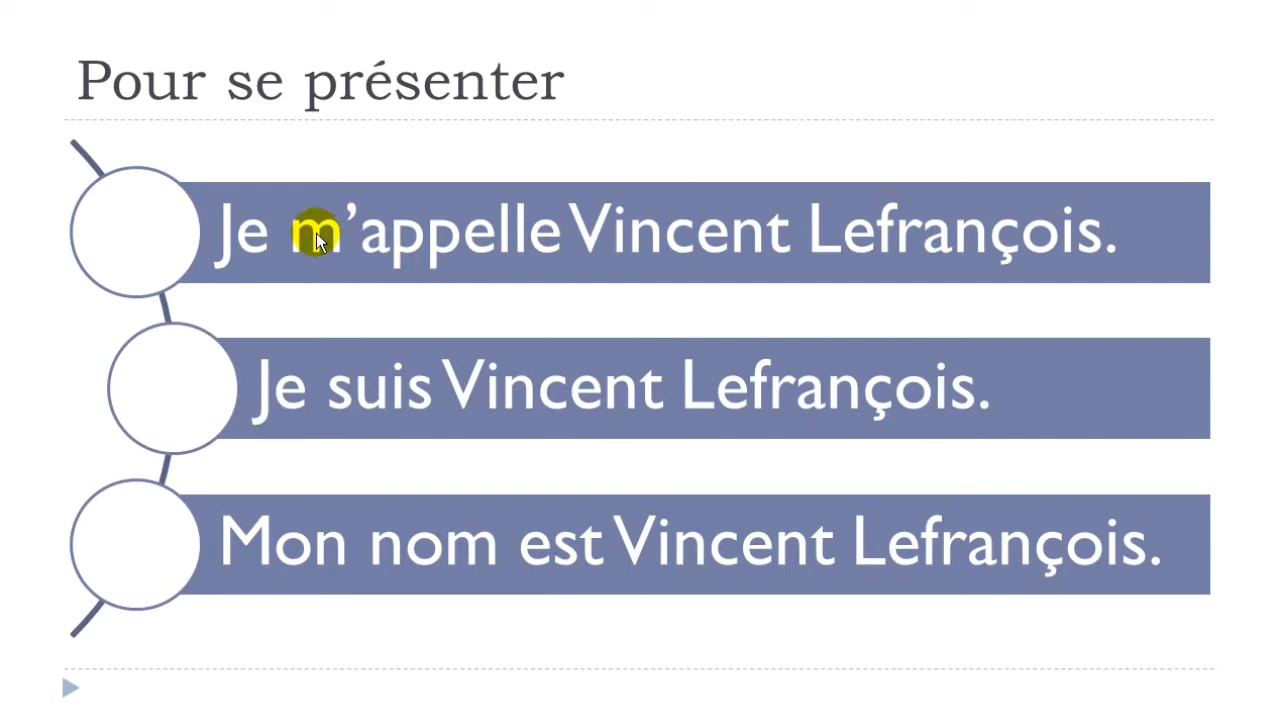 Pour se présenter
Je m’appelle Vincent Lefrançois.
Je suis Vincent Lefrançois.
Mon nom est Vincent Lefrançois.